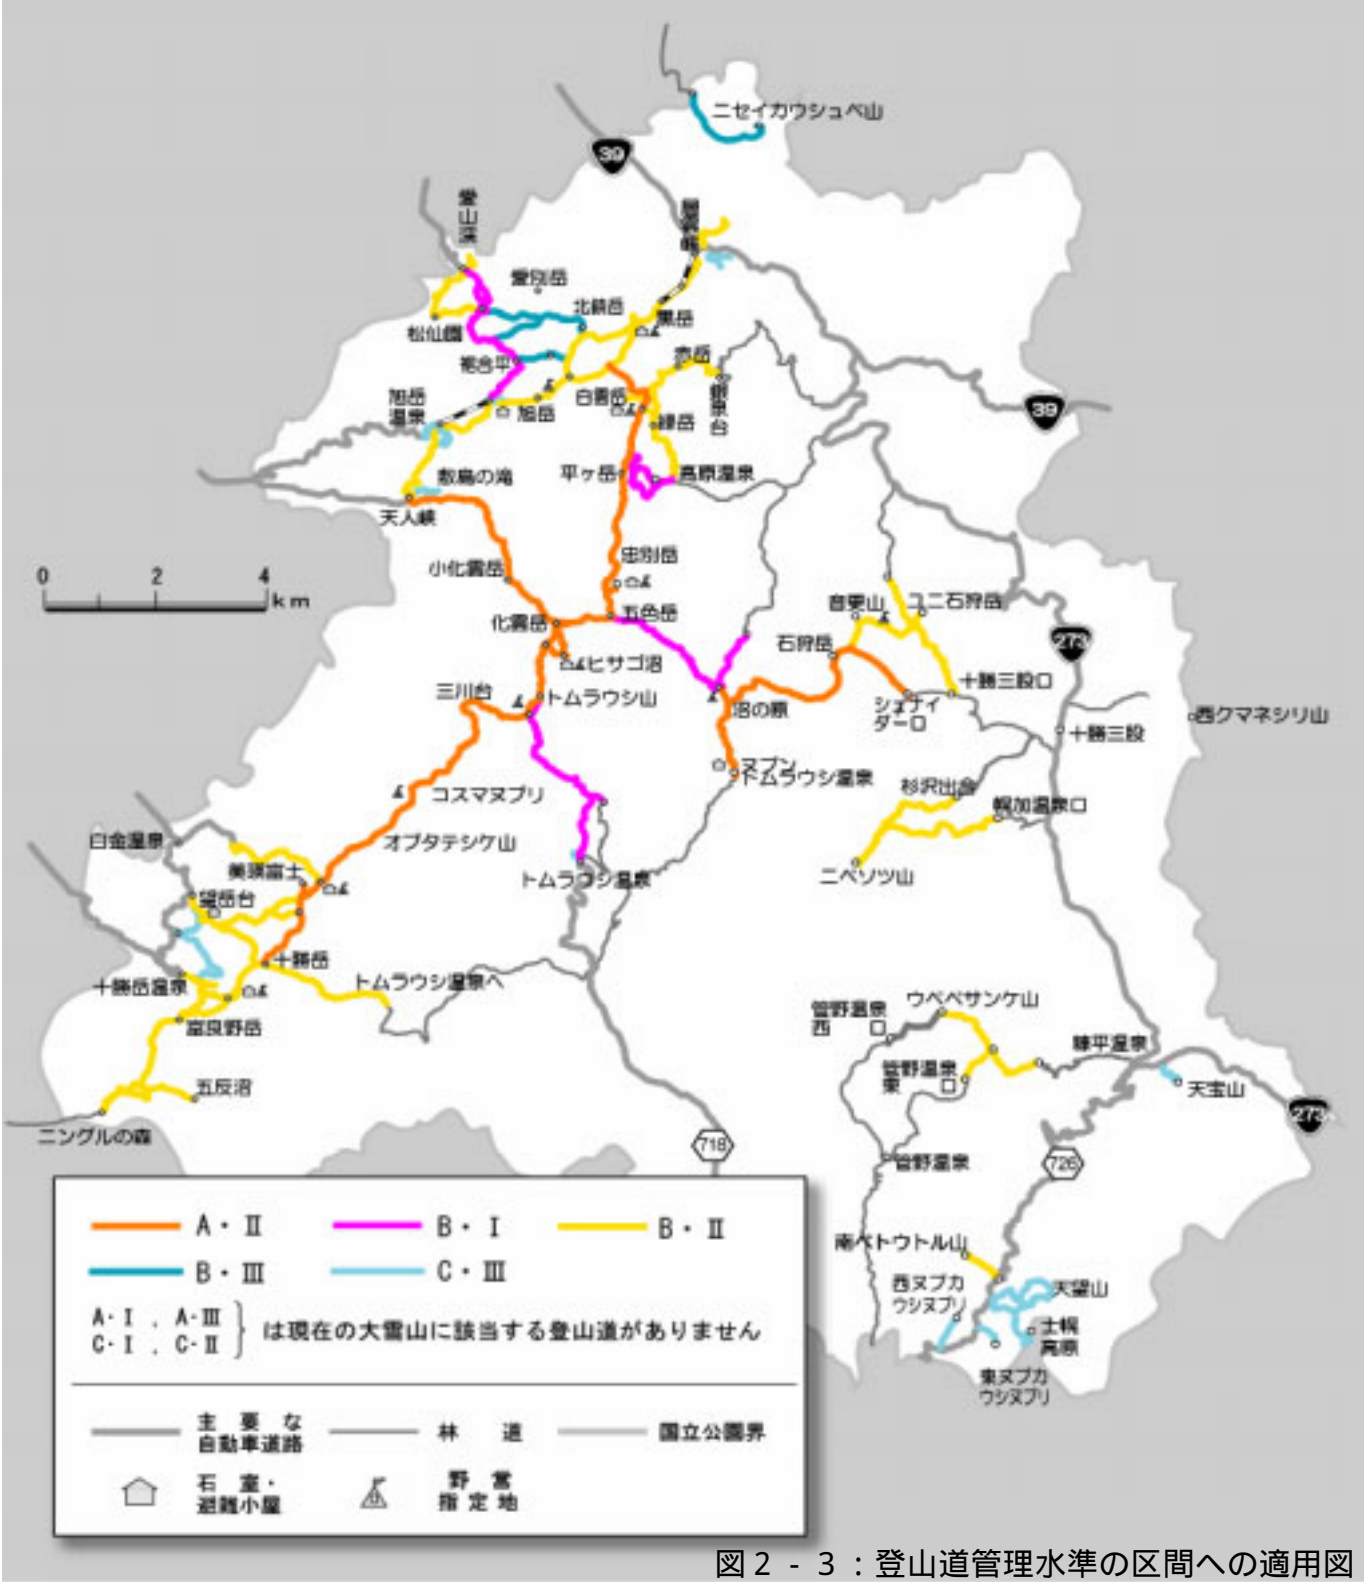 ニセイカウシュペ山
39
愛山渓
層雲峡
愛別岳
北鎮岳
黒岳
松仙園
裾合平
赤岳
銀泉台
旭岳
温泉
旭岳
白雲岳
緑岳
39
敷島の滝
平ヶ岳
高原温泉
天人峡
忠別岳
小化雲岳
0 2 4
km
化雲岳
五色岳
音更山
ユニ石狩岳
石狩岳
273
ヒサゴ沼
三川台
トムラウシ山
沼の原
シュナイ
ダー口
十勝三股口
十勝三股
西クマネシリ山
ヌプン
トムラウシ温泉
コスマヌプリ
杉沢出合
幌加温泉口
オプタテシケ山
白金温泉
美瑛富士
望岳台
トムラウシ温泉
ニペソツ山
十勝岳
十勝岳温泉
トムラウシ温泉へ
富良野岳
ウペペサンケ山
菅野温泉
西 口
糠平温泉
菅野温泉
東 口
天宝山
五反沼
ニングルの森
273
718
726
菅野温泉
南ペトウトル山
西ヌプカ
ウシヌプリ
天望山
士幌
高原
東ヌプカ
ウシヌプリ
A・Ⅱ B・Ⅰ B・Ⅱ
B・Ⅲ C・Ⅲ
A・Ⅰ , A・Ⅲ
C・Ⅰ , C・Ⅱ
は現在の大雪山に該当する登山道がありません
主要な
自動車道路
林 道
国立公園界
石室・
避難小屋
野営
指定地
図2-3:登山道管理水準の区間への適用図